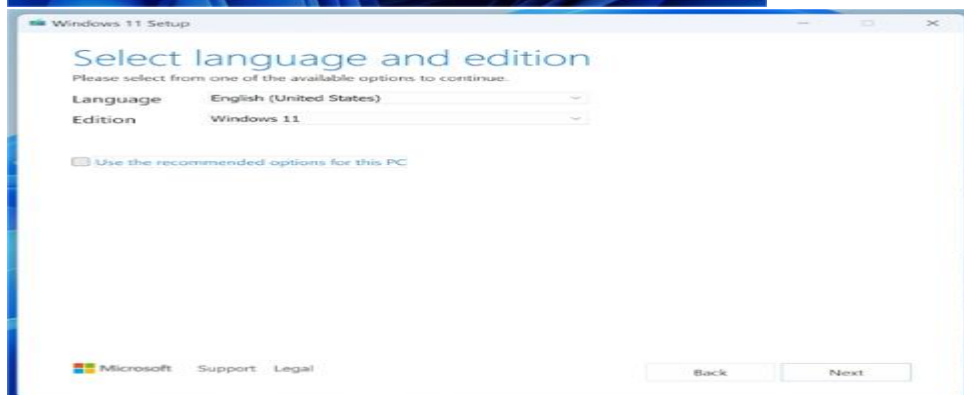 Windows 11 Setup
Select language and edition
Please select from one of the available options to continue.
Language English (United States)
Edition Windows 11
Use the recommended options for this PC
Microsoft Support Legal Back Next